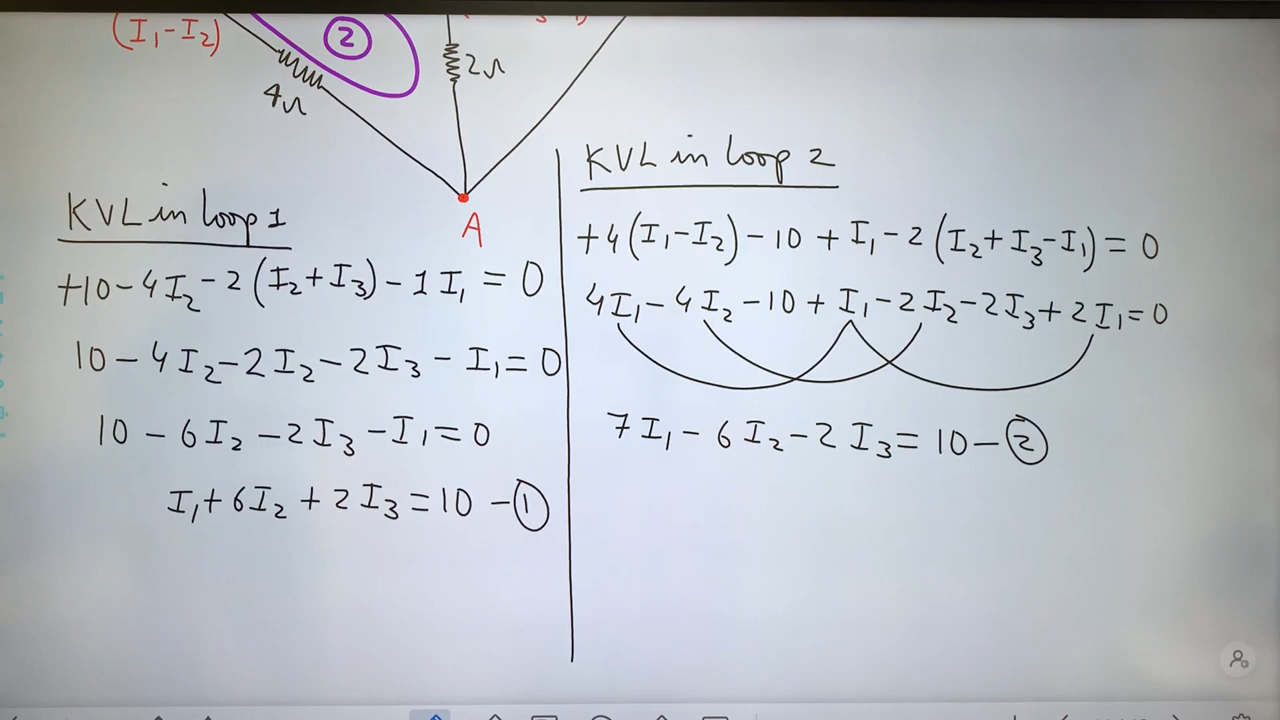 (I₁-I₂)
2
2Ω
4Ω
A
KVL in loop 1
+10-4I₂-2(I₂+I₃)-1I₁=0
10-4I₂-2I₂-2I₃-I₁=0
10-6I₂-2I₃-I₁=0
I₁+6I₂+2I₃=10-①
KVL in loop 2
+4(I₁-I₂)-10+I₁-2(I₂+I₃-I₁)=0
4I₁-4I₂-10+I₁-2I₂-2I₃+2I₁=0
7I₁-6I₂-2I₃=10-②